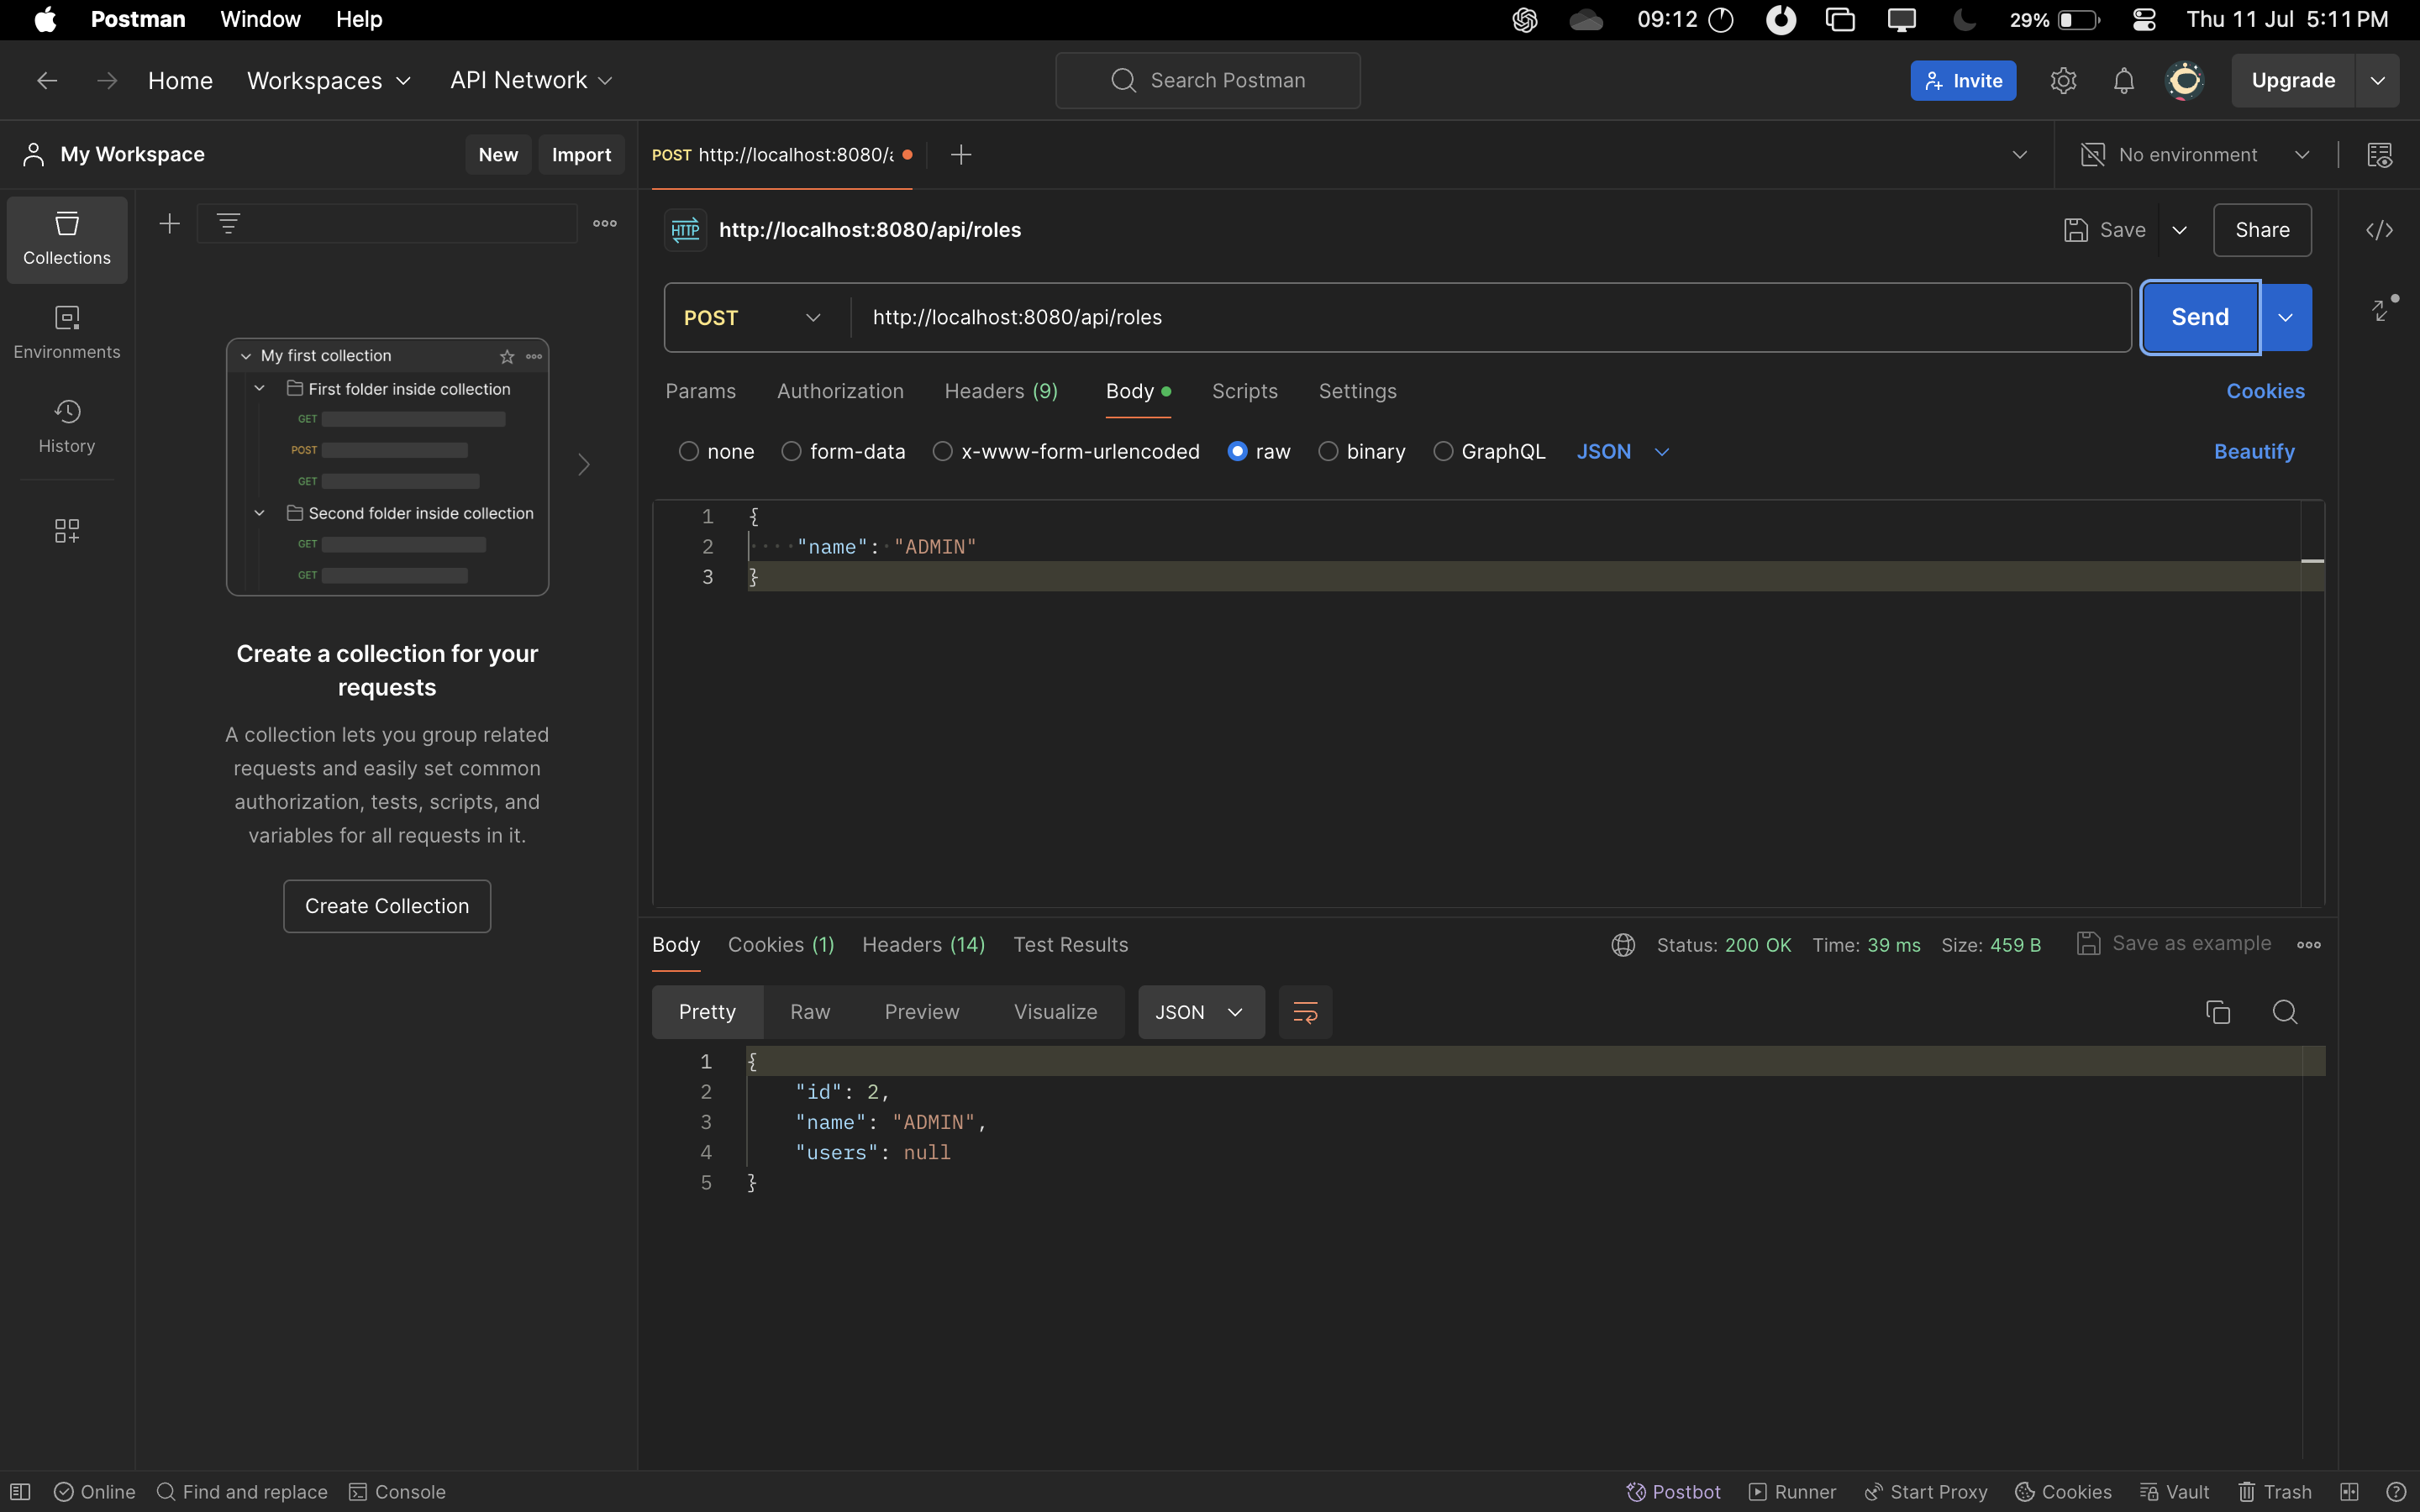 Postman Window Help 09:12 29% Thu 11 Jul 5:11 PM
Home Workspaces API Network Search Postman Invite Upgrade
My Workspace New Import POST http://localhost:8080/ No environment
Collections
Environments
History
My first collection
First folder inside collection
GET
POST
GET
Second folder inside collection
GET
GET
Create a collection for your
requests
A collection lets you group related
requests and easily set common
authorization, tests, scripts, and
variables for all requests in it.
Create Collection
HTTP http://localhost:8080/api/roles Save Share
POST http://localhost:8080/api/roles Send
Params Authorization Headers (9) Body Scripts Settings Cookies
none form-data x-www-form-urlencoded raw binary GraphQL JSON Beautify
1 {
2 "name": "ADMIN"
3 }
Body Cookies (1) Headers (14) Test Results Status: 200 OK Time: 39 ms Size: 459 B Save as example
Pretty Raw Preview Visualize JSON
1 {
2 "id": 2,
3 "name": "ADMIN",
4 "users": null
5 }
Online Find and replace Console Postbot Runner Start Proxy Cookies Vault Trash